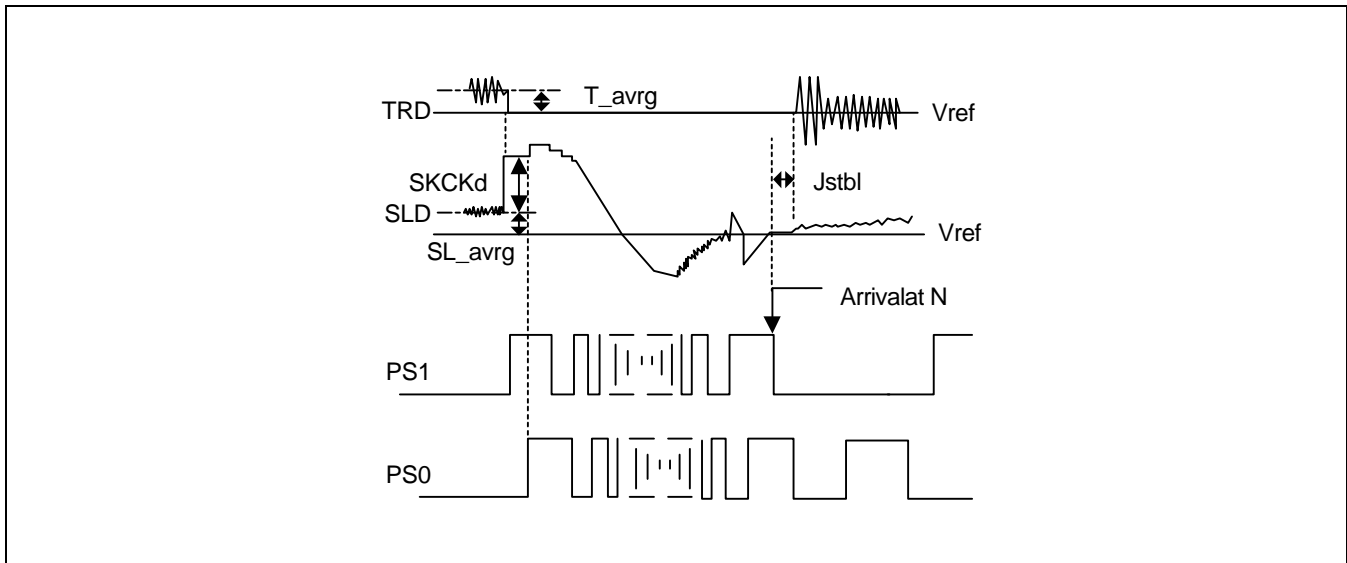 T_avrg
TRD
Vref
SKCKd
Jstbl
SLD
Vref
SL_avrg
Arrivalat N
PS1
PS0